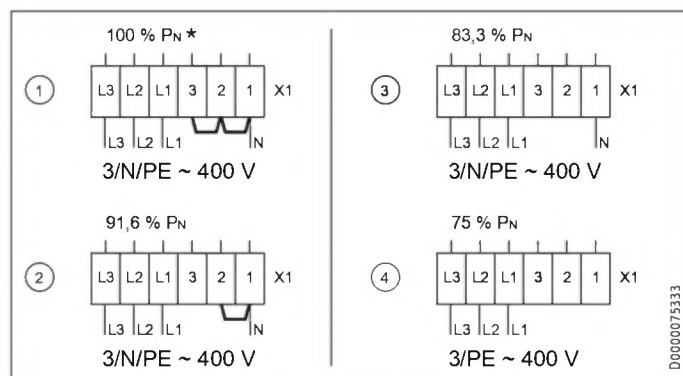 100 % PN *
1
L3 L2 L1 3 2 1 X1
L3 L2 L1 N
3/N/PE ~ 400 V
91,6 % PN
2
L3 L2 L1 3 2 1 X1
L3 L2 L1 N
3/N/PE ~ 400 V
83,3 % PN
3
L3 L2 L1 3 2 1 X1
L3 L2 L1 N
3/N/PE ~ 400 V
75 % PN
4
L3 L2 L1 3 2 1 X1
L3 L2 L1
3/PE ~ 400 V
D0000075333